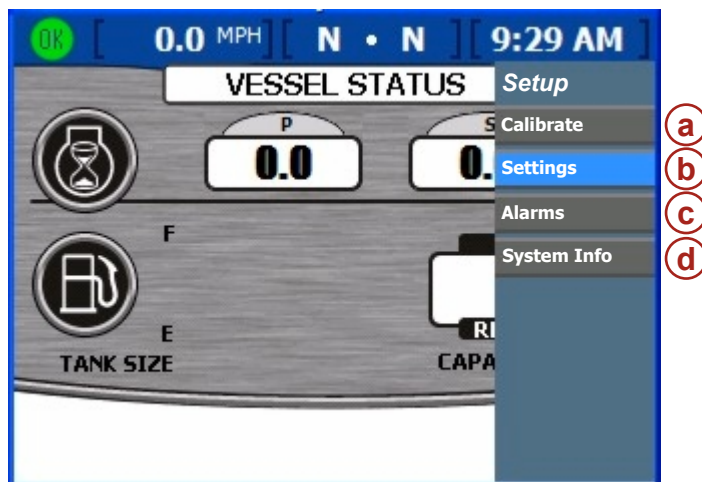 OK [ 0.0 MPH ] [ N • N ] [ 9:29 AM ]
VESSEL STATUS
Setup
P
S
Calibrate
a
0.0
0.
Settings
b
Alarms
c
F
System Info
d
E
TANK SIZE